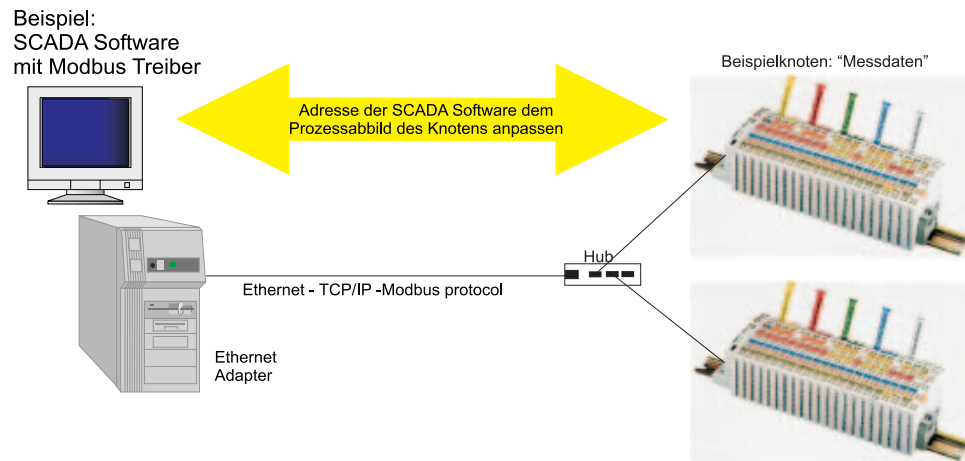 Beispiel:
SCADA Software
mit Modbus Treiber
Beispielknoten: “Messdaten”
Adresse der SCADA Software dem
Prozessabbild des Knotens anpassen
Hub
Ethernet - TCP/IP -Modbus protocol
Ethernet
Adapter